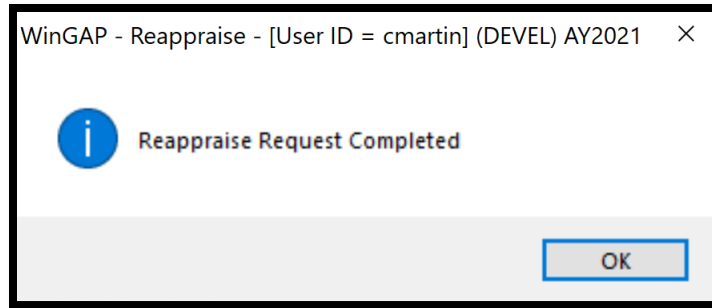 WinGAP - Reappraise - [User ID = cmartin] (DEVEL) AY2021
Reappraise Request Completed
OK